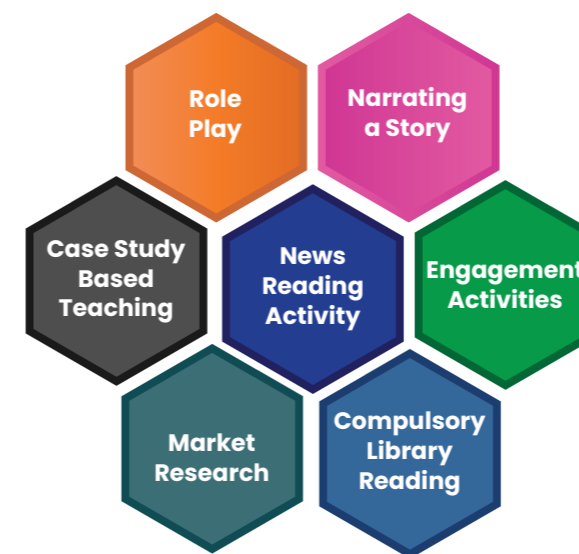 Role
Play
Narrating
a Story
Case Study
Based
Teaching
News
Reading
Activity
Engagement
Activities
Market
Research
Compulsory
Library
Reading